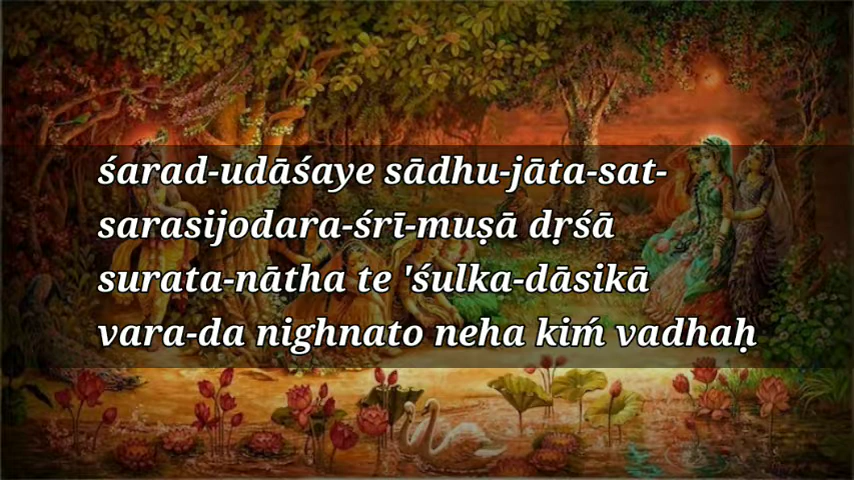 śarad-udāśaye sādhu-jāta-sat-
sarasijodara-śrī-muṣā dṛśā
surata-nātha te 'śulka-dāsikā
vara-da nighnato neha kiḿ vadhaḥ